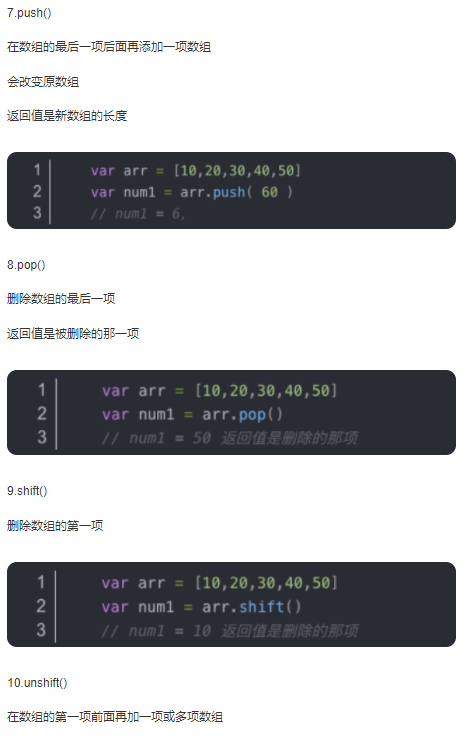 7.push()
在数组的最后一项后面再添加一项数组
会改变原数组
返回值是新数组的长度
1 var arr = [10,20,30,40,50]
2 var num1 = arr.push( 60 )
3 // num1 = 6,
8.pop()
删除数组的最后一项
返回值是被删除的那一项
1 var arr = [10,20,30,40,50]
2 var num1 = arr.pop()
3 // num1 = 50 返回值是删除的那项
9.shift()
删除数组的第一项
1 var arr = [10,20,30,40,50]
2 var num1 = arr.shift()
3 // num1 = 10 返回值是删除的那项
10.unshift()
在数组的第一项前面再加一项或多项数组